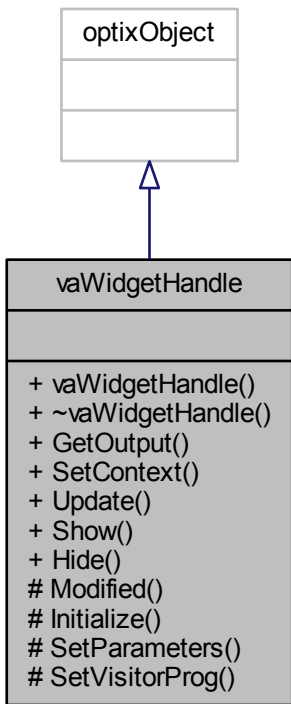 optixObject
vaWidgetHandle
+ vaWidgetHandle()
+ ~vaWidgetHandle()
+ GetOutput()
+ SetContext()
+ Update()
+ Show()
+ Hide()
# Modified()
# Initialize()
# SetParameters()
# SetVisitorProg()